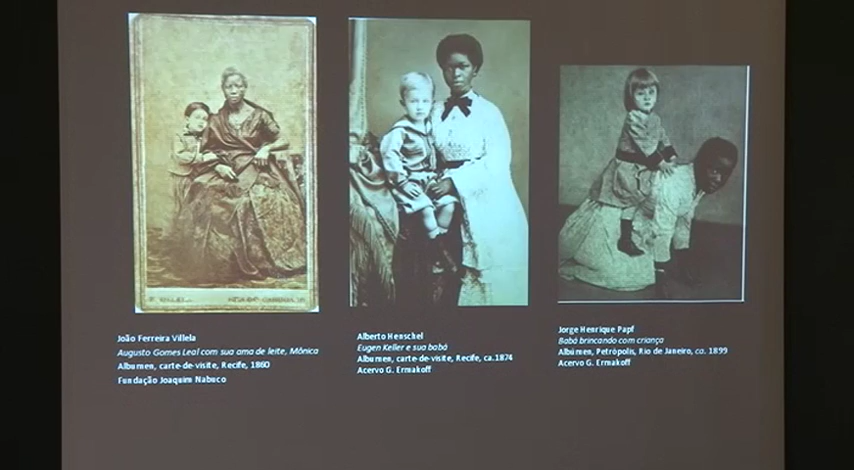 João Ferreira Villela
Augusto Gomes Leal com sua ama de leite, Mônica
Albumen, carte-de-visite, Recife, 1860
Fundação Joaquim Nabuco
Alberto Henschel
Eugen Keller e sua babá
Albumen, carte-de-visite, Recife, ca.1874
Acervo G. Ermakoff
Jorge Henrique Papf
Babá brincando com criança
Albúmen, Petrópolis, Rio de Janeiro, ca. 1899
Acervo G. Ermakoff